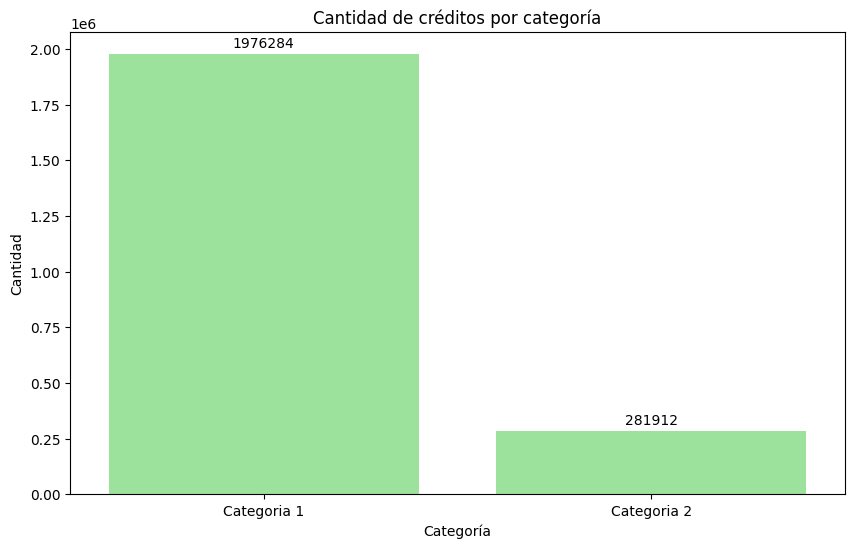 Cantidad de créditos por categoría
1e6
2.00
1.75
1.50
1.25
1.00
0.75
0.50
0.25
0.00
Cantidad
1976284
281912
Categoria 1
Categoria 2
Categoría